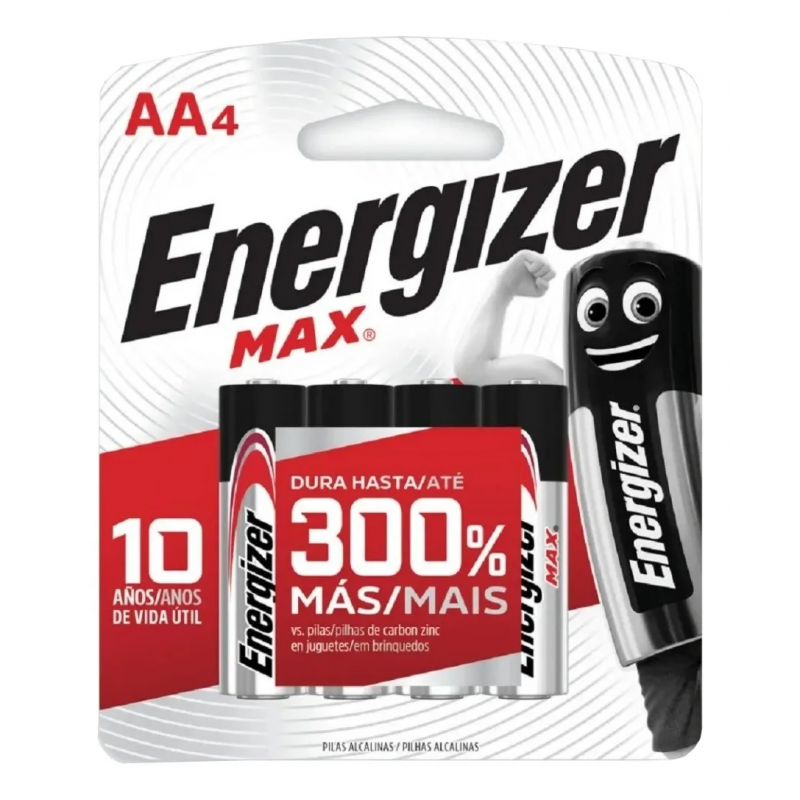 AA4
Energizer
MAX®
Energizer
10
AÑOS/ANOS
DE VIDA ÚTIL
Energizer
DURA HASTA/ATÉ
300%
MÁS/MAIS
vs. pilas/pilhas de carbon zinc
en juguetes/em brinquedos
Energizer
MAX
PILAS ALCALINAS / PILHAS ALCALINAS